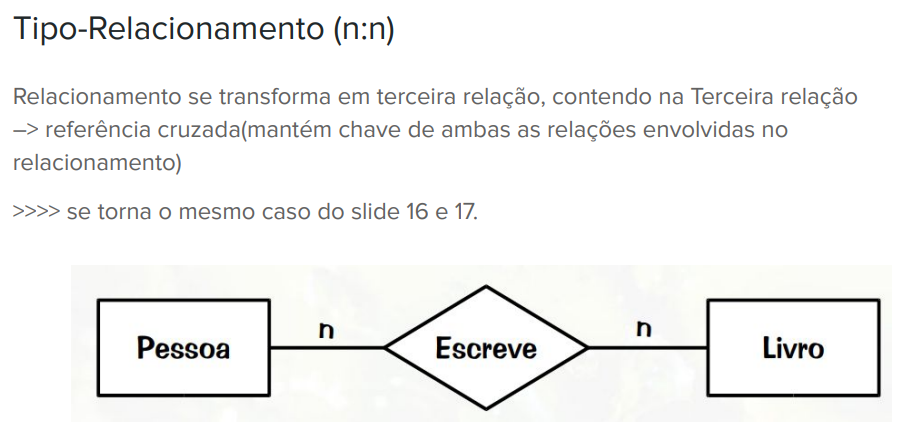 Tipo-Relacionamento (n:n)
Relacionamento se transforma em terceira relação, contendo na Terceira relação
–> referência cruzada(mantém chave de ambas as relações envolvidas no
relacionamento)
>>>> se torna o mesmo caso do slide 16 e 17.
Pessoa n Escreve n Livro